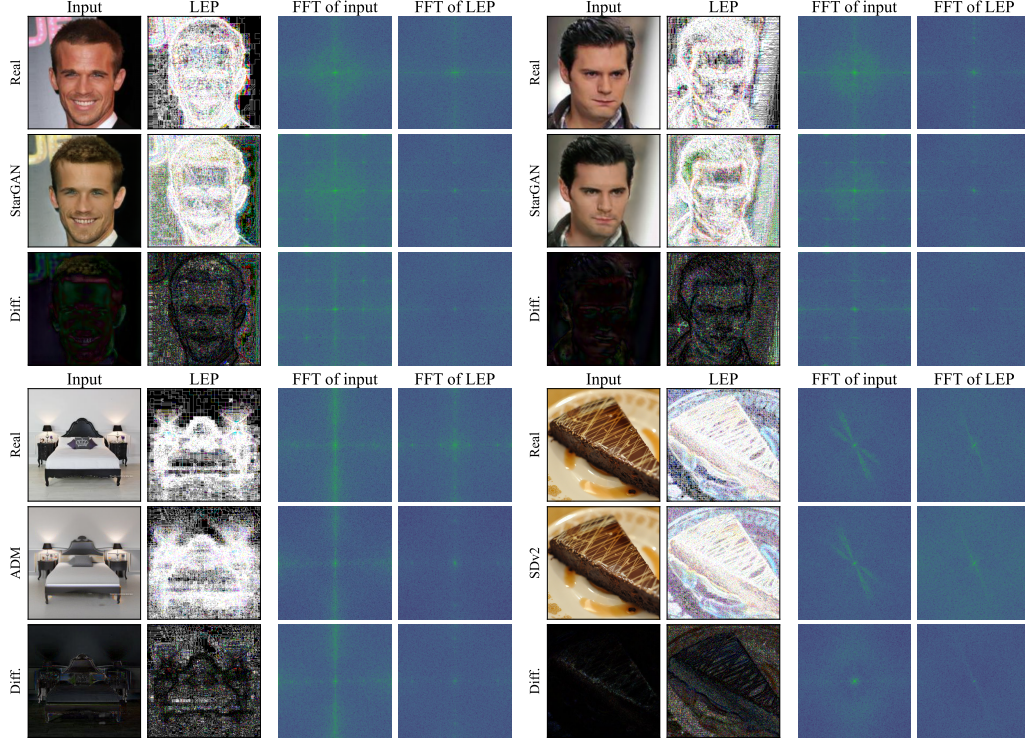 Input LEP FFT of input FFT of LEP Input LEP FFT of input FFT of LEP
Real Real
StarGAN StarGAN
Diff. Diff.
Input LEP FFT of input FFT of LEP Input LEP FFT of input FFT of LEP
Real Real
ADM SDv2
Diff. Diff.